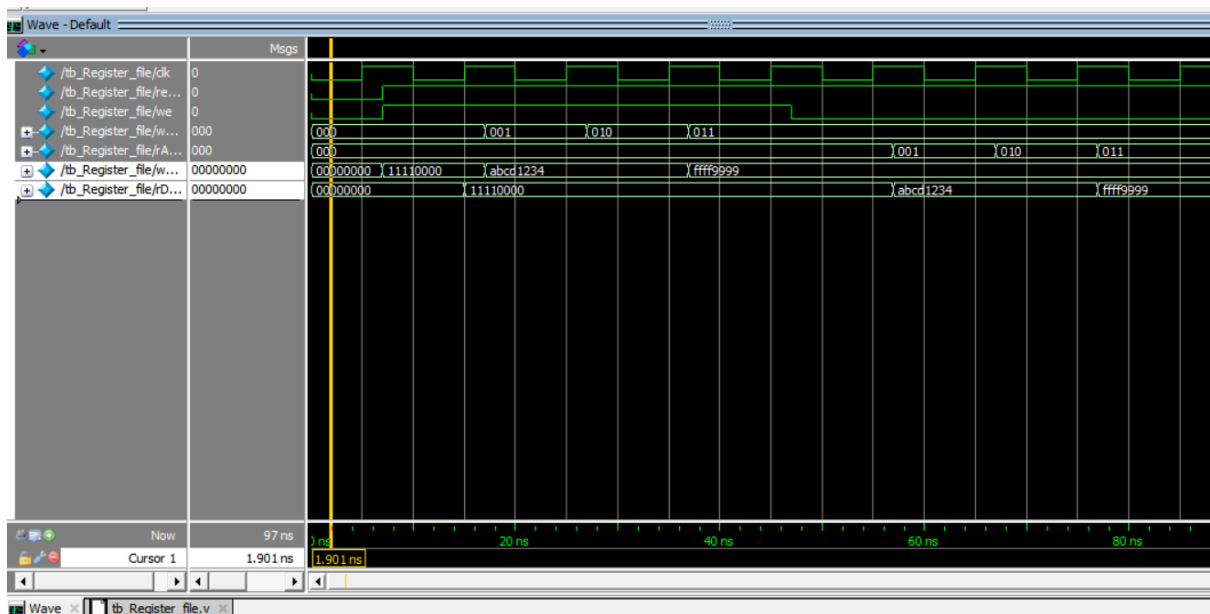 Wave - Default
Msgs
/tb_Register_file/clk 0
/tb_Register_file/re... 0
/tb_Register_file/we 0
/tb_Register_file/w... 000 000 001 010 011
/tb_Register_file/rA... 000 000 001 010 011
/tb_Register_file/w... 00000000 00000000 11110000 abcd1234 ffff9999
/tb_Register_file/rD... 00000000 00000000 11110000 abcd1234 ffff9999
Now 97 ns 20 ns 40 ns 60 ns 80 ns
Cursor 1 1.901 ns 1.901 ns
Wave tb_Register_file.v